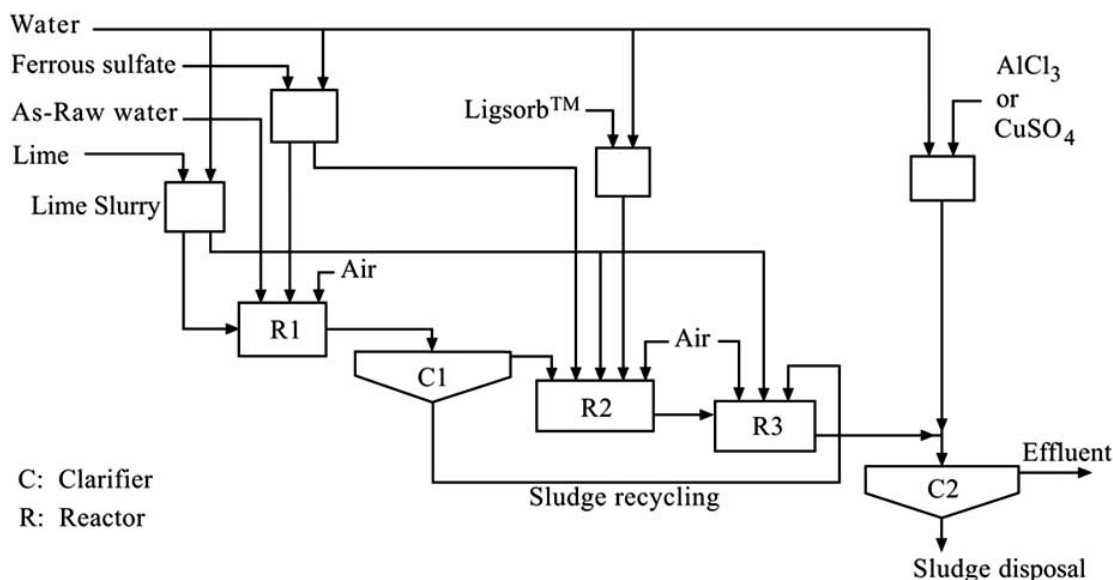 Water
Ferrous sulfate
As-Raw water
Lime
Lime Slurry
Ligsorb™
AlCl₃
or
CuSO₄
Air
R1
C1
Air
R2
R3
C2
Effluent
Sludge recycling
Sludge disposal
C: Clarifier
R: Reactor